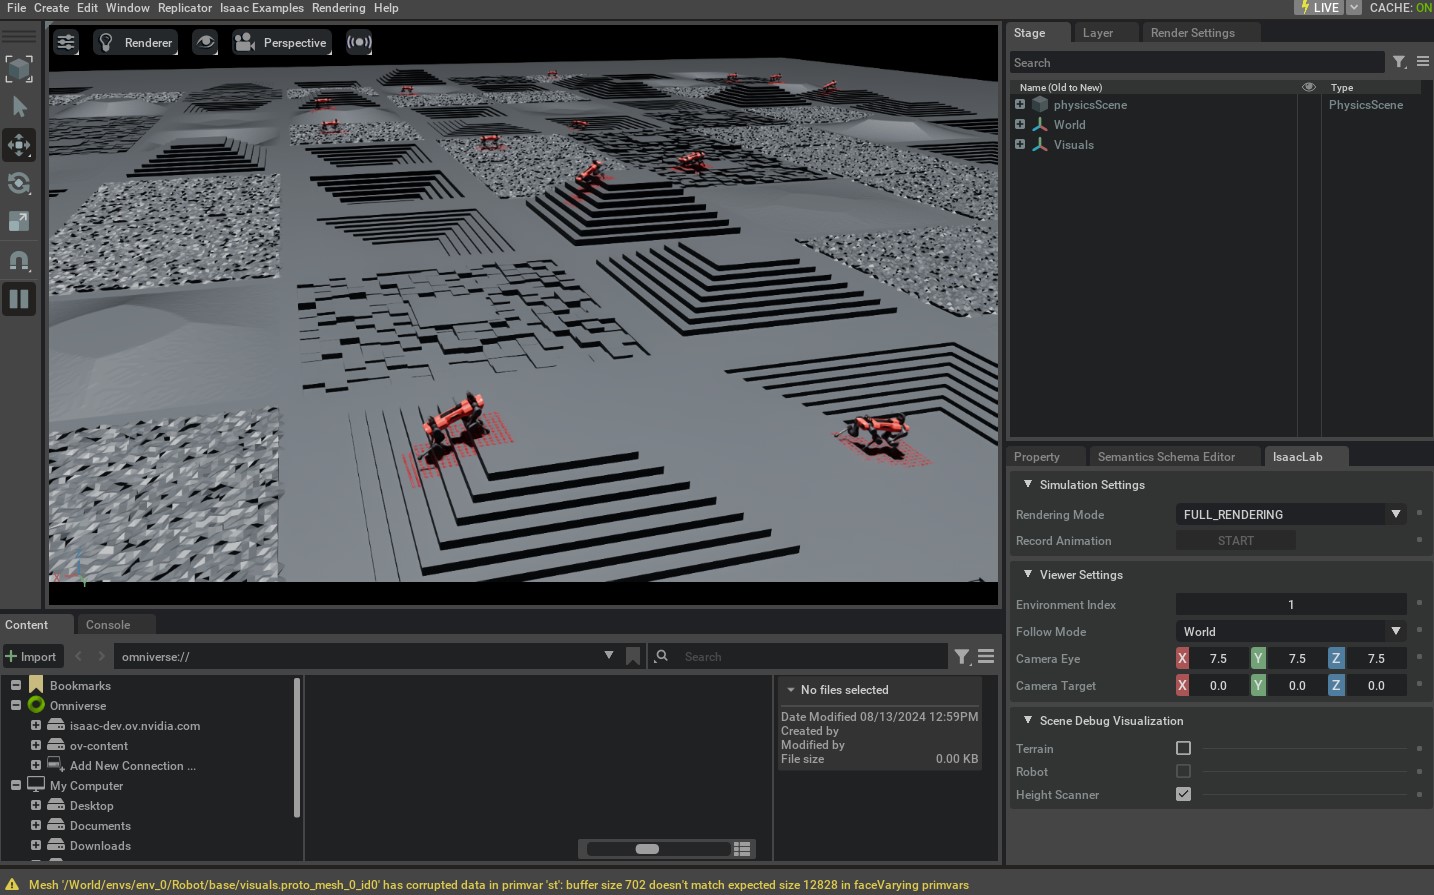 File Create Edit Window Replicator Isaac Examples Rendering Help
LIVE CACHE: ON
Renderer Perspective
Stage Layer Render Settings
Search
Name (Old to New) Type
physicsScene PhysicsScene
World
Visuals
Property Semantics Schema Editor IsaacLab
Simulation Settings
Rendering Mode FULL_RENDERING
Record Animation START
Viewer Settings
Environment Index 1
Follow Mode World
Camera Eye X 7.5 Y 7.5 Z 7.5
Camera Target X 0.0 Y 0.0 Z 0.0
Scene Debug Visualization
Terrain
Robot
Height Scanner
Content Console
Import omniverse:// Search
Bookmarks
Omniverse
isaac-dev.ov.nvidia.com
ov-content
Add New Connection ...
My Computer
Desktop
Documents
Downloads
No files selected
Date Modified 08/13/2024 12:59PM
Created by
Modified by
File size 0.00 KB
Mesh '/World/envs/env_0/Robot/base/visuals.proto_mesh_0_id0' has corrupted data in primvar 'st': buffer size 702 doesn't match expected size 12828 in faceVarying primvars